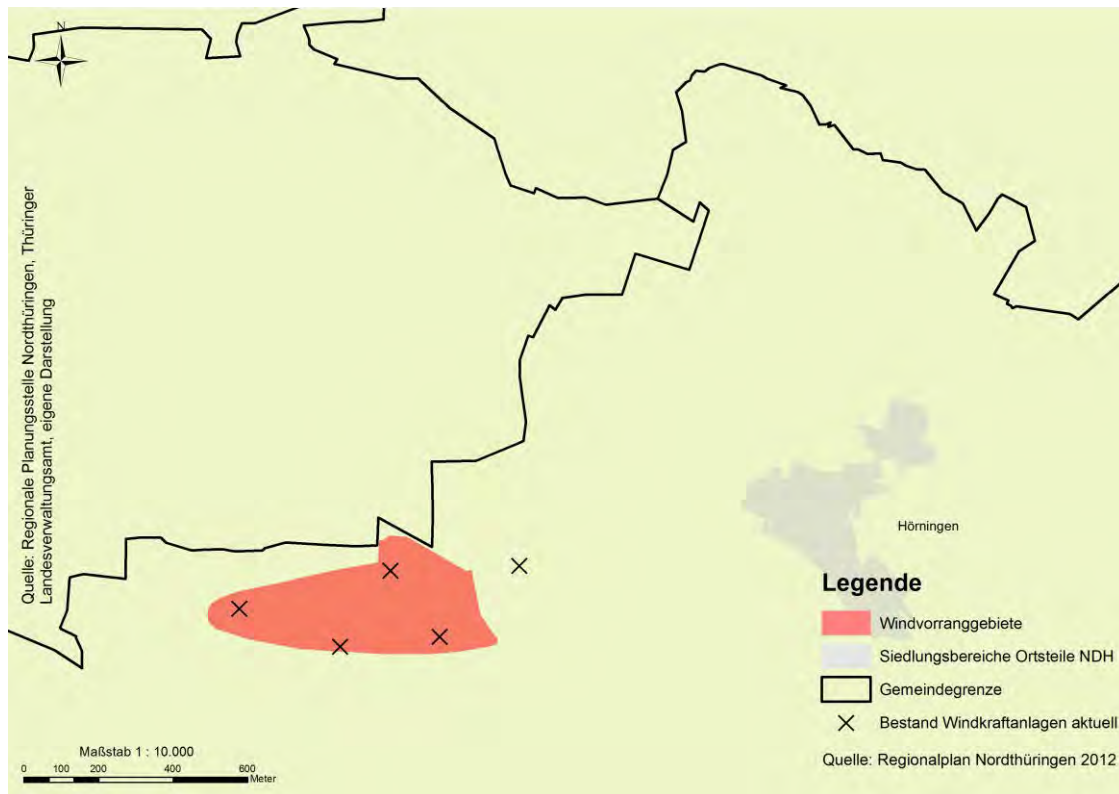 N
Quelle: Regionale Planungsstelle Nordthüringen, Thüringer
Landesverwaltungsamt, eigene Darstellung
Hörningen
Legende
Windvorranggebiete
Siedlungsbereiche Ortsteile NDH
Gemeindegrenze
Bestand Windkraftanlagen aktuell
Quelle: Regionalplan Nordthüringen 2012
Maßstab 1 : 10.000
0 100 200 400 600
Meter